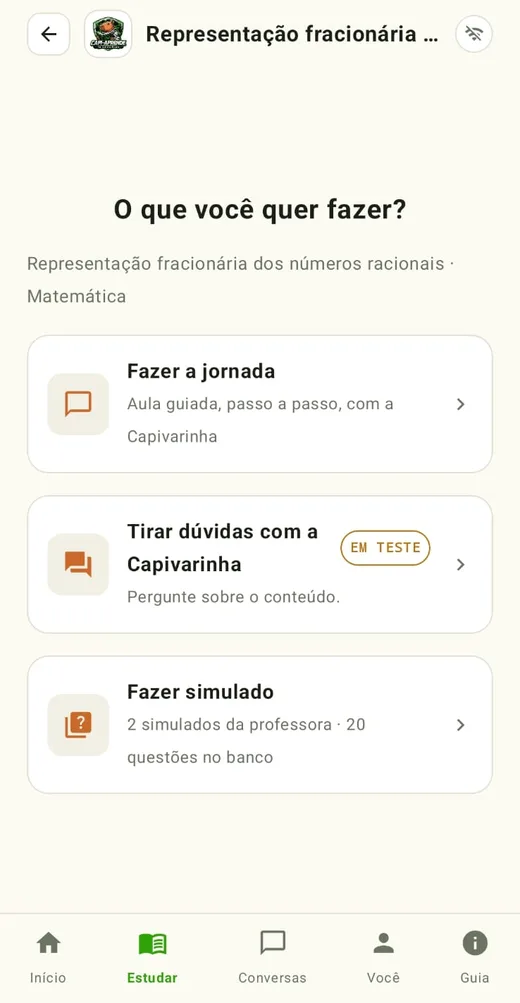 Representação fracionária ...
O que você quer fazer?
Representação fracionária dos números racionais ·
Matemática
Fazer a jornada
Aula guiada, passo a passo, com a
Capivarinha
Tirar dúvidas com a
Capivarinha
EM TESTE
Pergunte sobre o conteúdo.
Fazer simulado
2 simulados da professora · 20
questões no banco
Início
Estudar
Conversas
Você
Guia